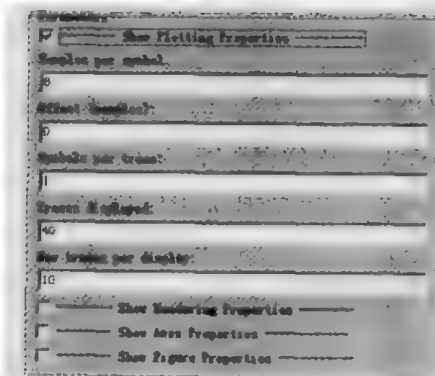 Parameters
Show Plotting Properties
Samples per symbol:
8
Offset (samples):
0
Symbols per trace:
1
Traces displayed:
40
New traces per display:
10
Show Rendering Properties
Show Axes Properties
Show Figure Properties